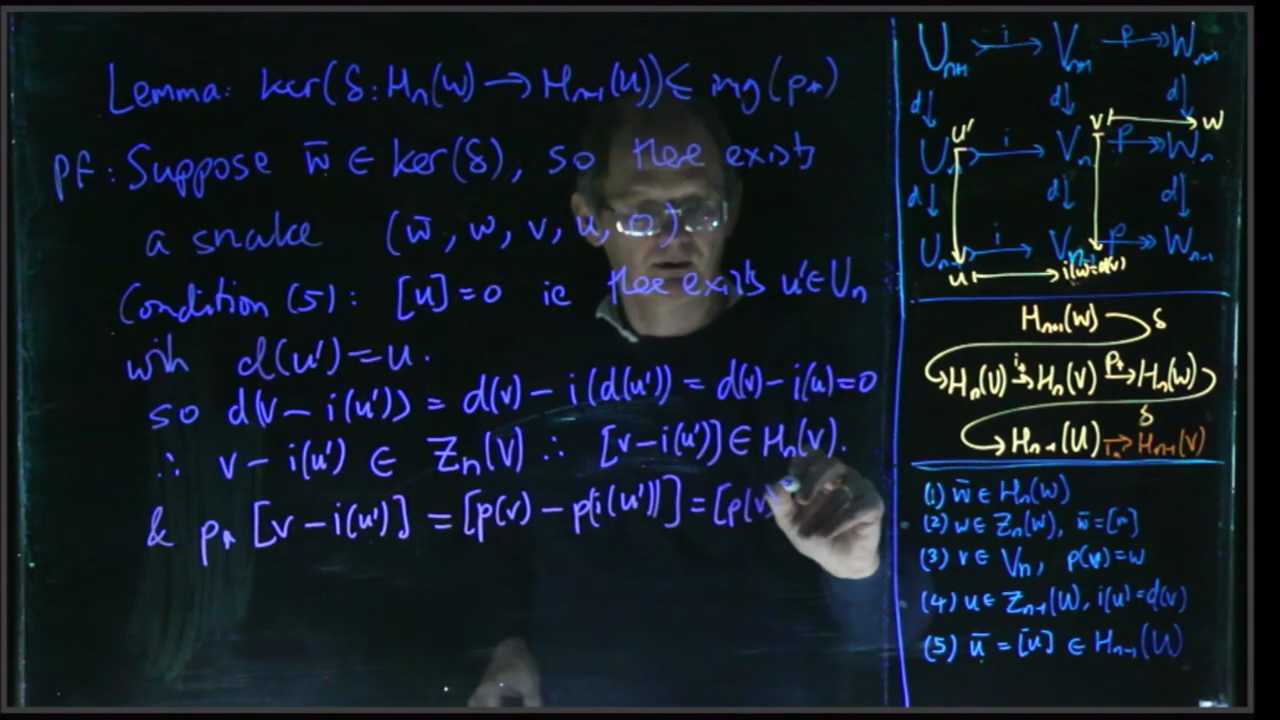 Lemma: ker(δ: Hₙ(W) → Hₙ₋₁(U)) ≤ img(p⁎)
Pf: Suppose w̄ ∈ ker(δ), so there exists
a snake (w̄, w, v, u, 0).
Condition (5): [u]=0 ie there exists u'∈Uₙ
with d(u')=u.
so d(v-i(u')) = d(v)-i(d(u')) = d(v)-i(u)=0
∴ v-i(u') ∈ Zₙ(V) ∴ [v-i(u')]∈Hₙ(V).
& p⁎[v-i(u')] = [p(v)-p(i(u'))]=[p(v)
Uₙ₊₁ i Vₙ₊₁ p Wₙ₊₁
d d d
u' v w
Uₙ i Vₙ p Wₙ
d d d
Uₙ₋₁ i Vₙ₋₁ p Wₙ₋₁
u → i(u)=d(v)
Hₙ₊₁(W) δ
Hₙ(U) i⁎→ Hₙ(V) p⁎→ Hₙ(W)
δ
Hₙ₋₁(U) i⁎→ Hₙ₋₁(V)
(1) w̄ ∈ Hₙ(W)
(2) w∈ Zₙ(W), w̄=[w]
(3) v∈ Vₙ, p(v)=w
(4) u∈ Zₙ₋₁(U), i(u)=d(v)
(5) ū = [u] ∈ Hₙ₋₁(U)